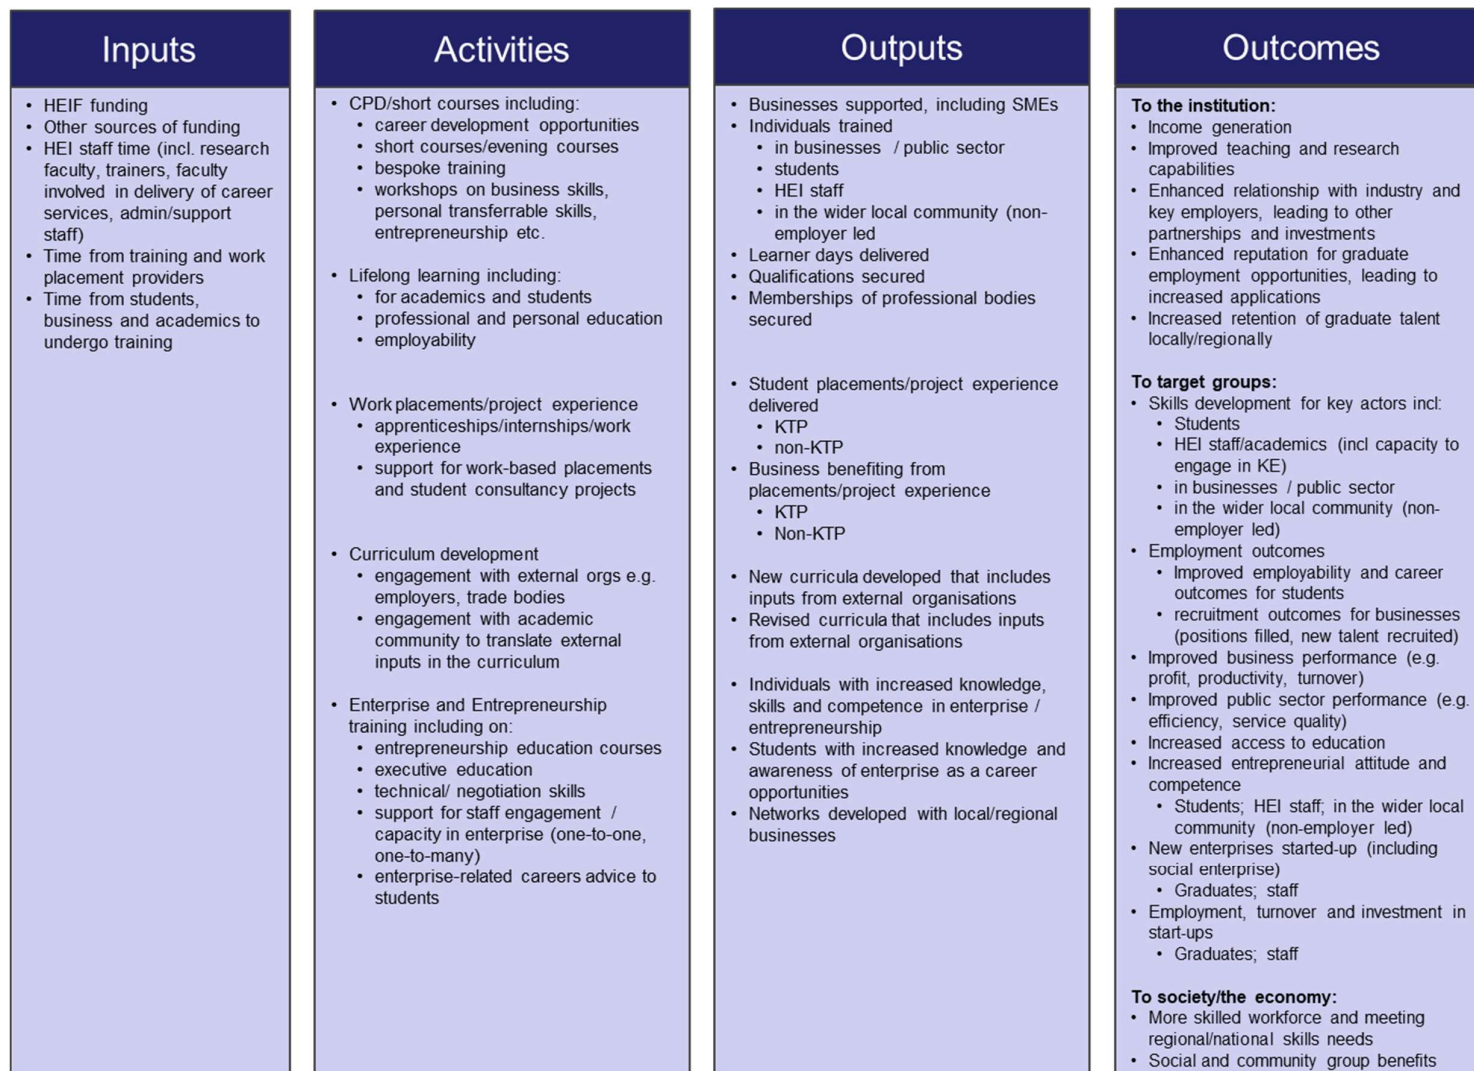 Inputs
• HEIF funding
• Other sources of funding
• HEI staff time (incl. research
faculty, trainers, faculty
involved in delivery of career
services, admin/support
staff)
• Time from training and work
placement providers
• Time from students,
business and academics to
undergo training
Activities
• CPD/short courses including:
• career development opportunities
• short courses/evening courses
• bespoke training
• workshops on business skills,
personal transferrable skills,
entrepreneurship etc.
• Lifelong learning including:
• for academics and students
• professional and personal education
• employability
• Work placements/project experience
• apprenticeships/internships/work
experience
• support for work-based placements
and student consultancy projects
• Curriculum development
• engagement with external orgs e.g.
employers, trade bodies
• engagement with academic
community to translate external
inputs in the curriculum
• Enterprise and Entrepreneurship
training including on:
• entrepreneurship education courses
• executive education
• technical/ negotiation skills
• support for staff engagement /
capacity in enterprise (one-to-one,
one-to-many)
• enterprise-related careers advice to
students
Outputs
• Businesses supported, including SMEs
• Individuals trained
• in businesses / public sector
• students
• HEI staff
• in the wider local community (non-
employer led
• Learner days delivered
• Qualifications secured
• Memberships of professional bodies
secured
• Student placements/project experience
delivered
• KTP
• non-KTP
• Business benefiting from
placements/project experience
• KTP
• Non-KTP
• New curricula developed that includes
inputs from external organisations
• Revised curricula that includes inputs
from external organisations
• Individuals with increased knowledge,
skills and competence in enterprise /
entrepreneurship
• Students with increased knowledge and
awareness of enterprise as a career
opportunities
• Networks developed with local/regional
businesses
Outcomes
To the institution:
• Income generation
• Improved teaching and research
capabilities
• Enhanced relationship with industry and
key employers, leading to other
partnerships and investments
• Enhanced reputation for graduate
employment opportunities, leading to
increased applications
• Increased retention of graduate talent
locally/regionally
To target groups:
• Skills development for key actors incl:
• Students
• HEI staff/academics (incl capacity to
engage in KE)
• in businesses / public sector
• in the wider local community (non-
employer led)
• Employment outcomes
• Improved employability and career
outcomes for students
• recruitment outcomes for businesses
(positions filled, new talent recruited)
• Improved business performance (e.g.
profit, productivity, turnover)
• Improved public sector performance (e.g.
efficiency, service quality)
• Increased access to education
• Increased entrepreneurial attitude and
competence
• Students; HEI staff; in the wider local
community (non-employer led)
• New enterprises started-up (including
social enterprise)
• Graduates; staff
• Employment, turnover and investment in
start-ups
• Graduates; staff
To society/the economy:
• More skilled workforce and meeting
regional/national skills needs
• Social and community group benefits